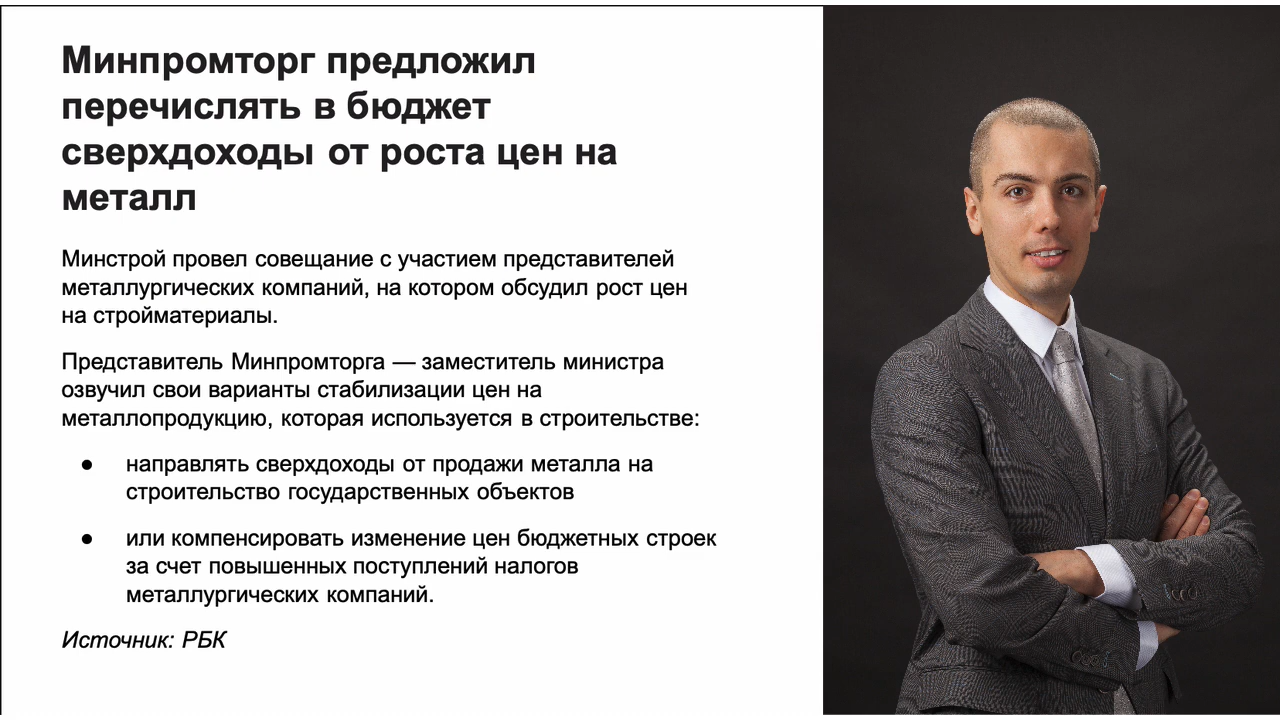 Минпромторг предложил
перечислять в бюджет
сверхдоходы от роста цен на
металл
Минстрой провел совещание с участием представителей
металлургических компаний, на котором обсудил рост цен
на стройматериалы.
Представитель Минпромторга — заместитель министра
озвучил свои варианты стабилизации цен на
металлопродукцию, которая используется в строительстве:
● направлять сверхдоходы от продажи металла на
строительство государственных объектов
● или компенсировать изменение цен бюджетных строек
за счет повышенных поступлений налогов
металлургических компаний.
Источник: РБК